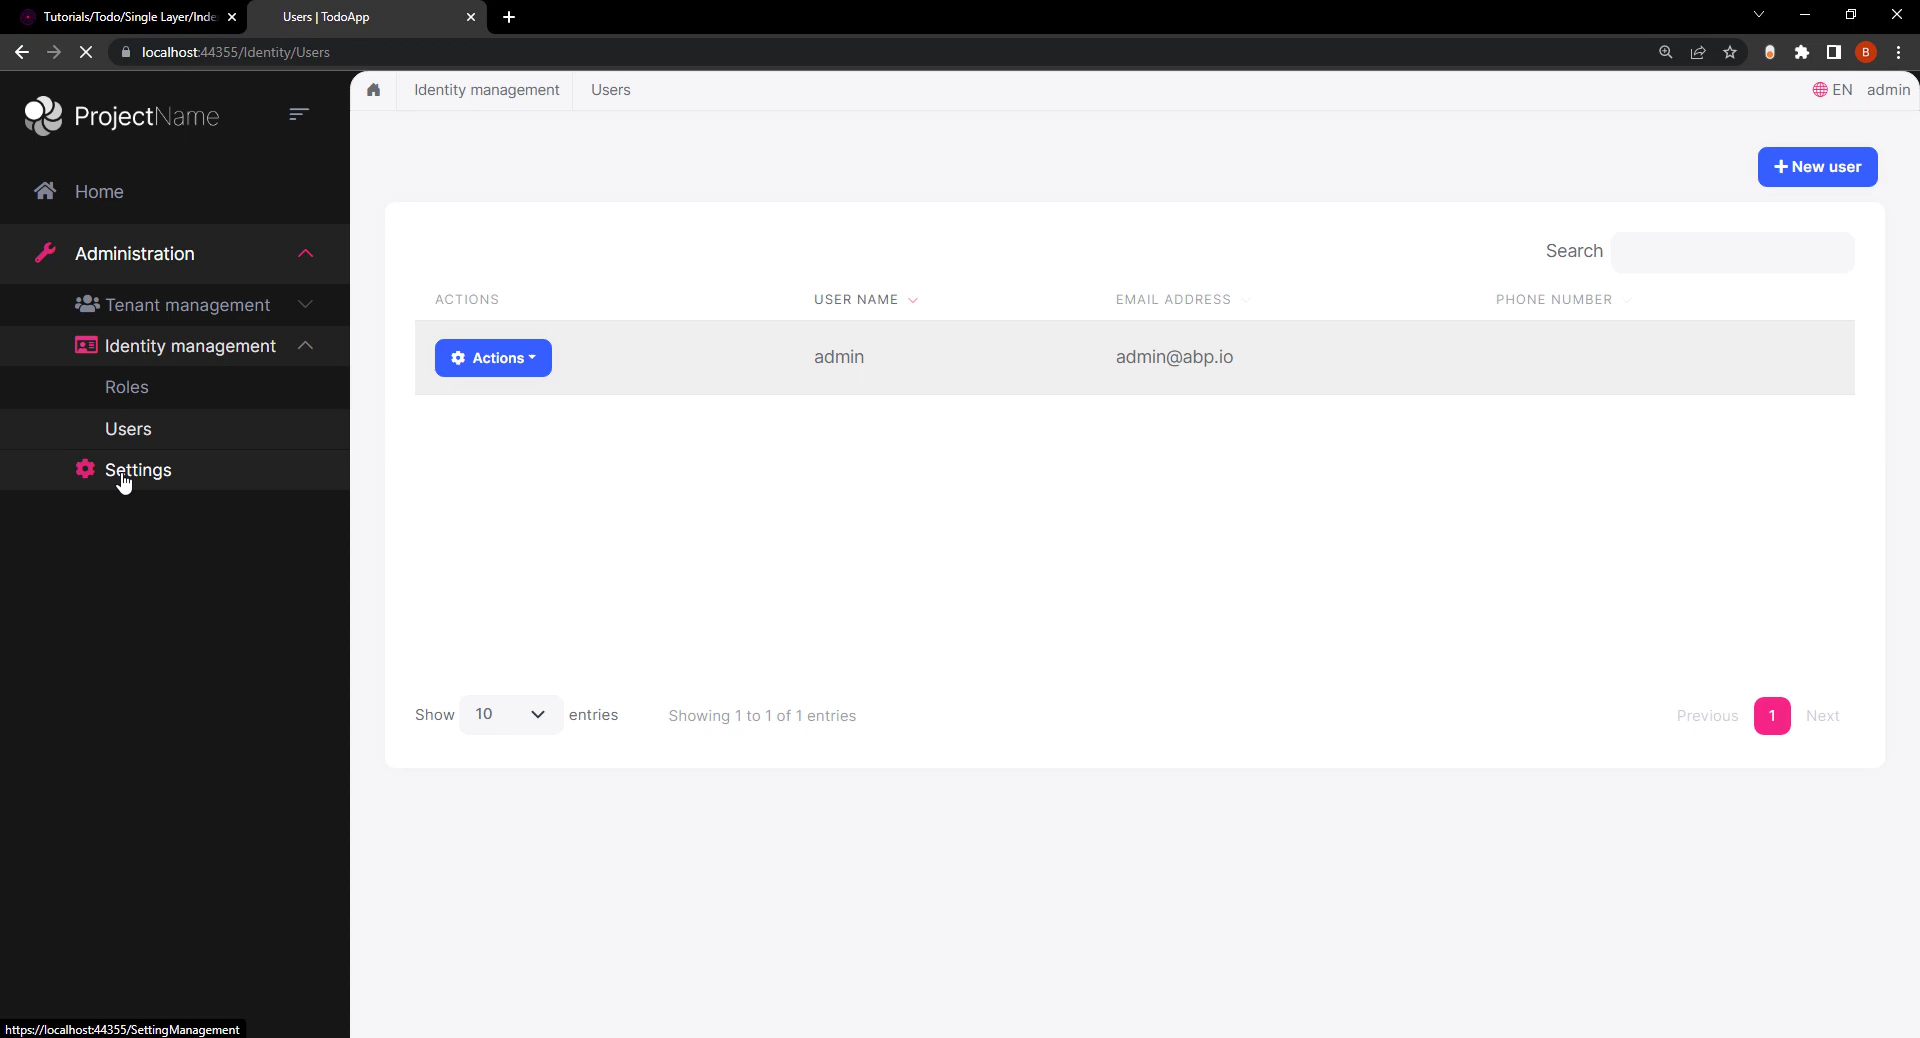 Tutorials/Todo/Single Layer/Inde
Users | TodoApp
localhost:44355/Identity/Users
B
ProjectName
Identity management
Users
EN
admin
Home
Administration
Tenant management
Identity management
Roles
Users
Settings
New user
Search
ACTIONS
USER NAME
EMAIL ADDRESS
PHONE NUMBER
Actions
admin
admin@abp.io
Show 10 entries
Showing 1 to 1 of 1 entries
Previous 1 Next
https://localhost:44355/SettingManagement